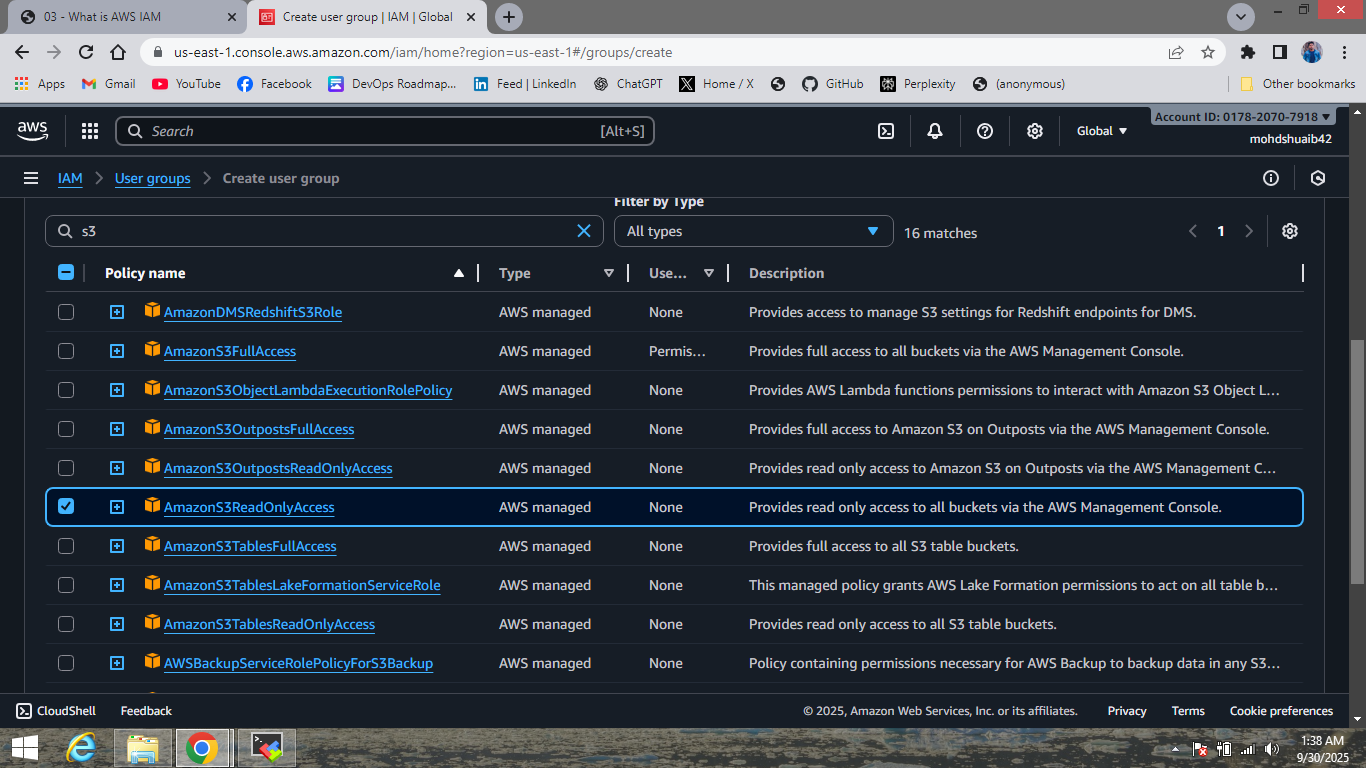 03 - What is AWS IAM
Create user group | IAM | Global
us-east-1.console.aws.amazon.com/iam/home?region=us-east-1#/groups/create
Apps Gmail YouTube Facebook DevOps Roadmap... Feed | LinkedIn ChatGPT Home / X GitHub Perplexity (anonymous) Other bookmarks
aws Search [Alt+S] Global Account ID: 0178-2070-7918
mohdshuaib42
IAM User groups Create user group
Filter by Type
s3 All types 16 matches 1
Policy name Type Use... Description
AmazonDMSRedshiftS3Role AWS managed None Provides access to manage S3 settings for Redshift endpoints for DMS.
AmazonS3FullAccess AWS managed Permis... Provides full access to all buckets via the AWS Management Console.
AmazonS3ObjectLambdaExecutionRolePolicy AWS managed None Provides AWS Lambda functions permissions to interact with Amazon S3 Object L...
AmazonS3OutpostsFullAccess AWS managed None Provides full access to Amazon S3 on Outposts via the AWS Management Console.
AmazonS3OutpostsReadOnlyAccess AWS managed None Provides read only access to Amazon S3 on Outposts via the AWS Management C...
AmazonS3ReadOnlyAccess AWS managed None Provides read only access to all buckets via the AWS Management Console.
AmazonS3TablesFullAccess AWS managed None Provides full access to all S3 table buckets.
AmazonS3TablesLakeFormationServiceRole AWS managed None This managed policy grants AWS Lake Formation permissions to act on all table b...
AmazonS3TablesReadOnlyAccess AWS managed None Provides read only access to all S3 table buckets.
AWSBackupServiceRolePolicyForS3Backup AWS managed None Policy containing permissions necessary for AWS Backup to backup data in any S3...
CloudShell Feedback © 2025, Amazon Web Services, Inc. or its affiliates. Privacy Terms Cookie preferences
1:38 AM
9/30/2025